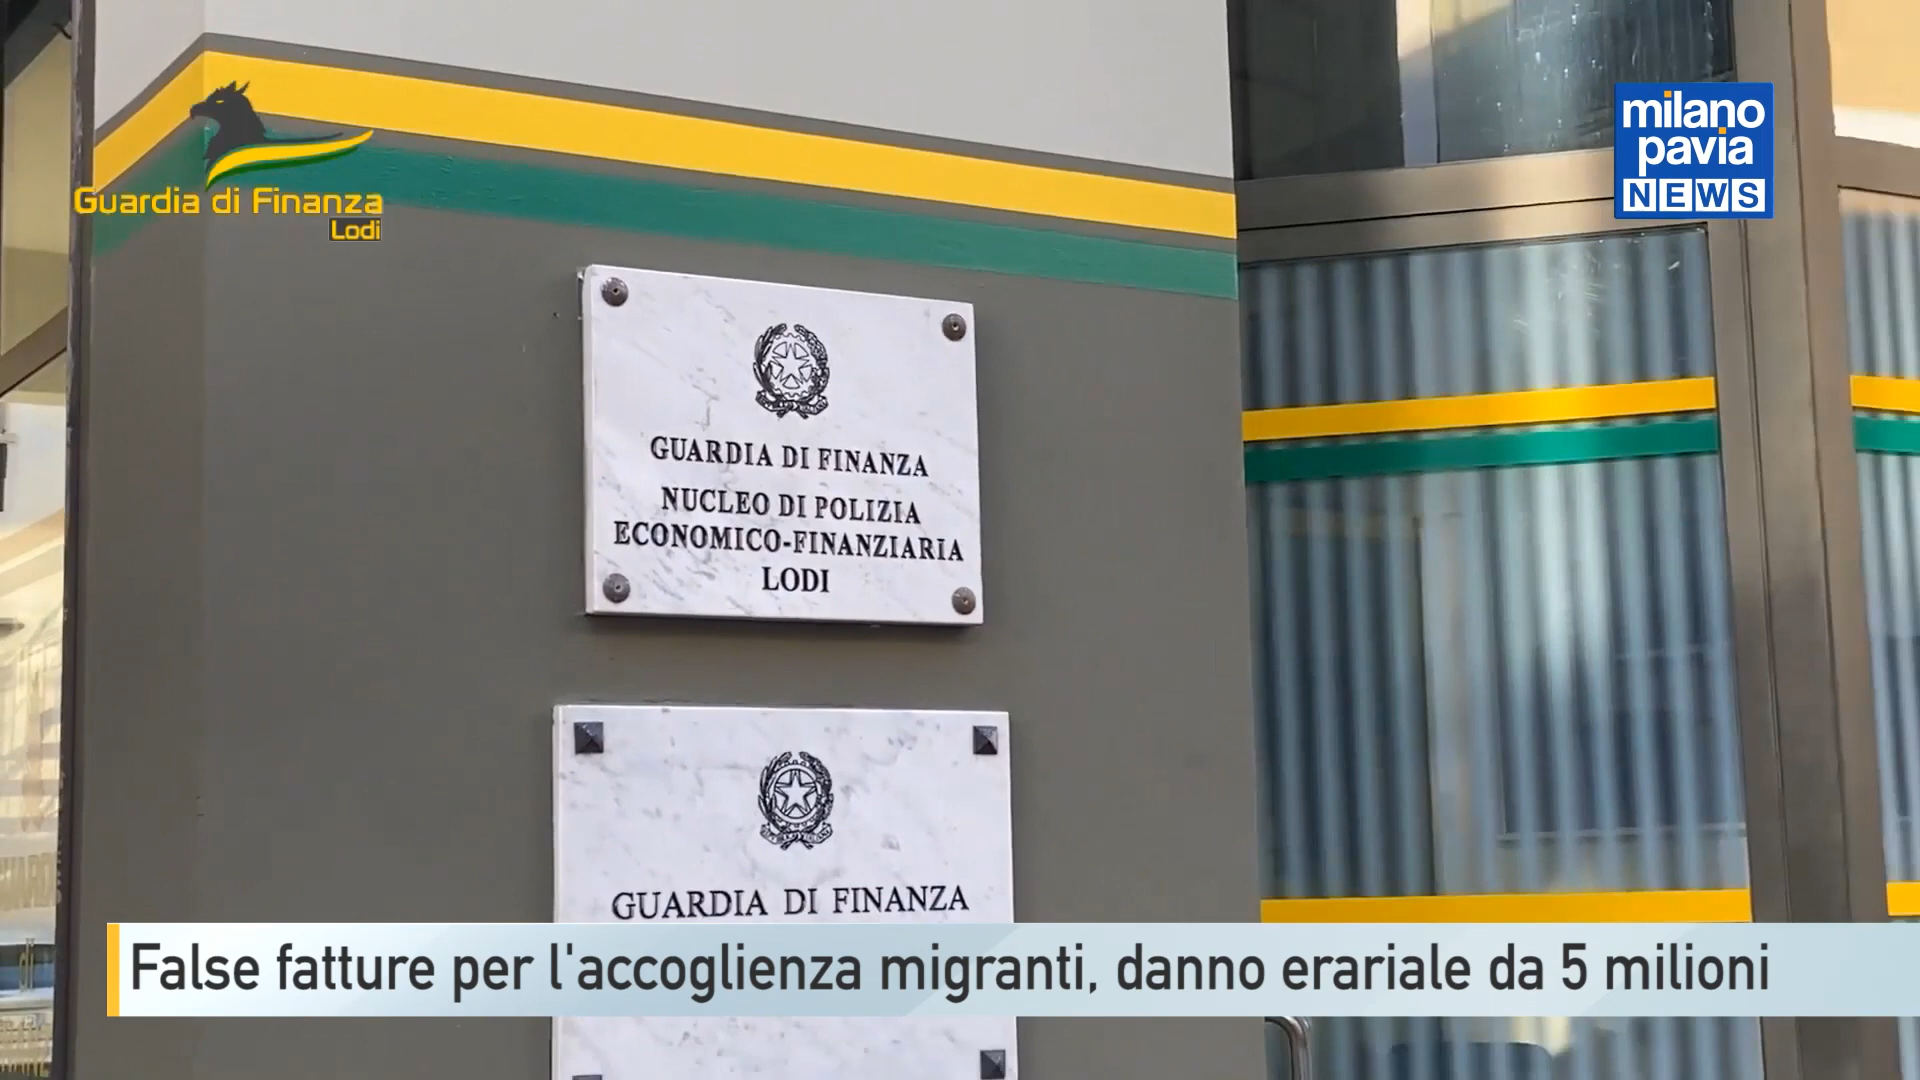 Guardia di Finanza
Lodi
milano
pavia
NEWS
GUARDIA DI FINANZA
NUCLEO DI POLIZIA
ECONOMICO-FINANZIARIA
LODI
GUARDIA DI FINANZA
False fatture per l'accoglienza migranti, danno erariale da 5 milioni